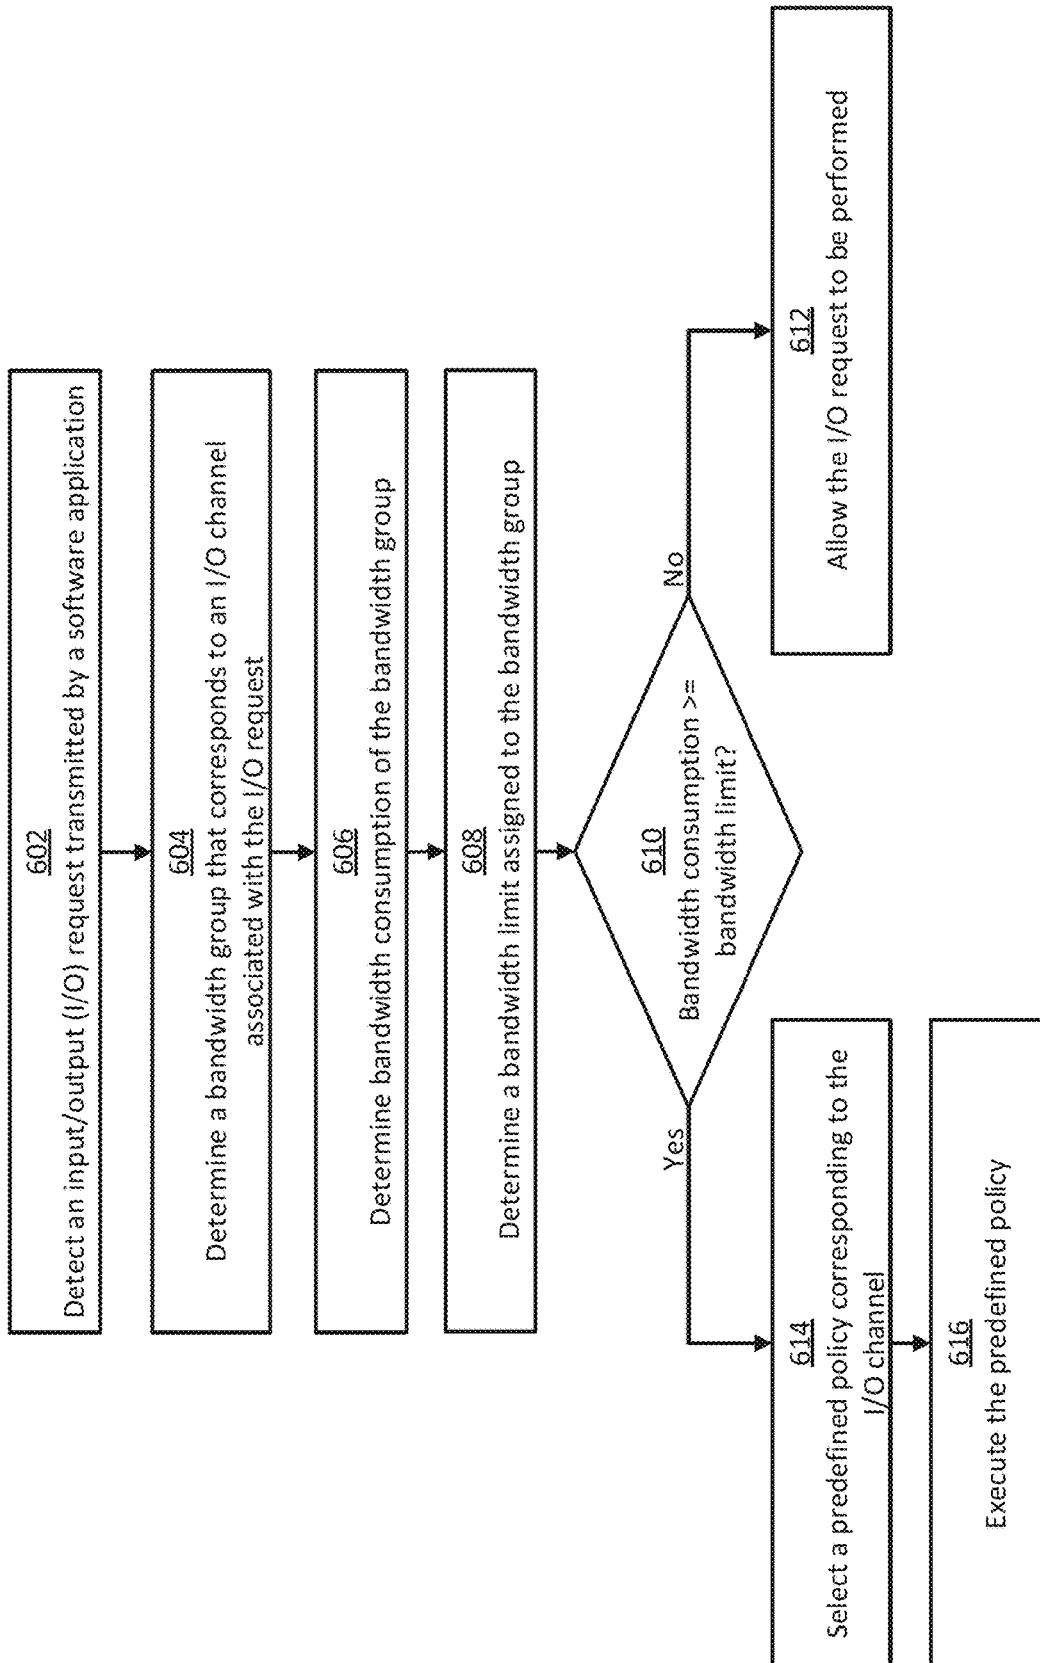 602
Detect an input/output (I/O) request transmitted by a software application
604
Determine a bandwidth group that corresponds to an I/O channel
associated with the I/O request
606
Determine bandwidth consumption of the bandwidth group
608
Determine a bandwidth limit assigned to the bandwidth group
610
Bandwidth consumption >=
bandwidth limit?
Yes
No
614
Select a predefined policy corresponding to the
I/O channel
612
Allow the I/O request to be performed
616
Execute the predefined policy